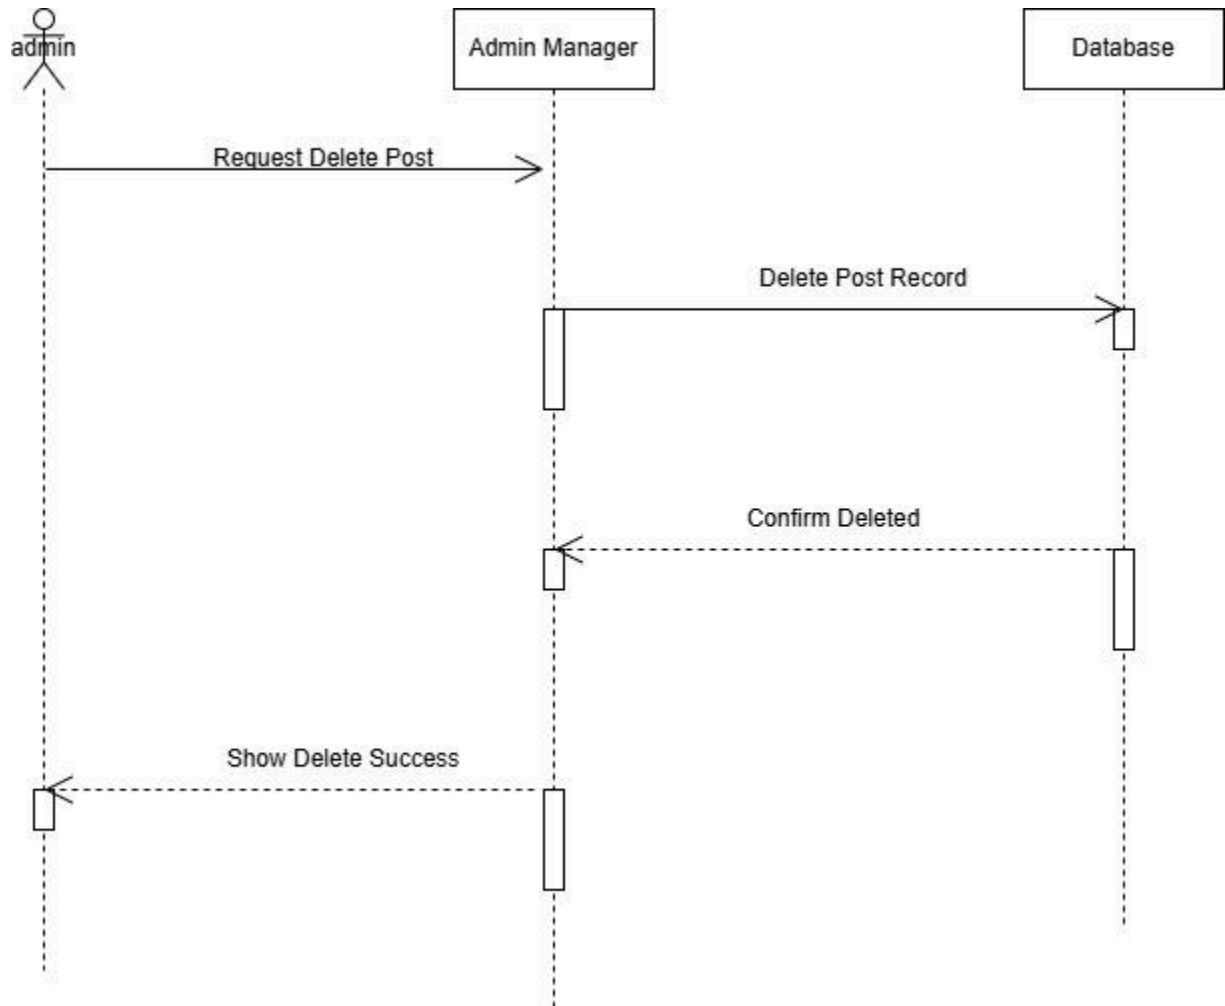 admin
Admin Manager
Database
Request Delete Post
Delete Post Record
Confirm Deleted
Show Delete Success